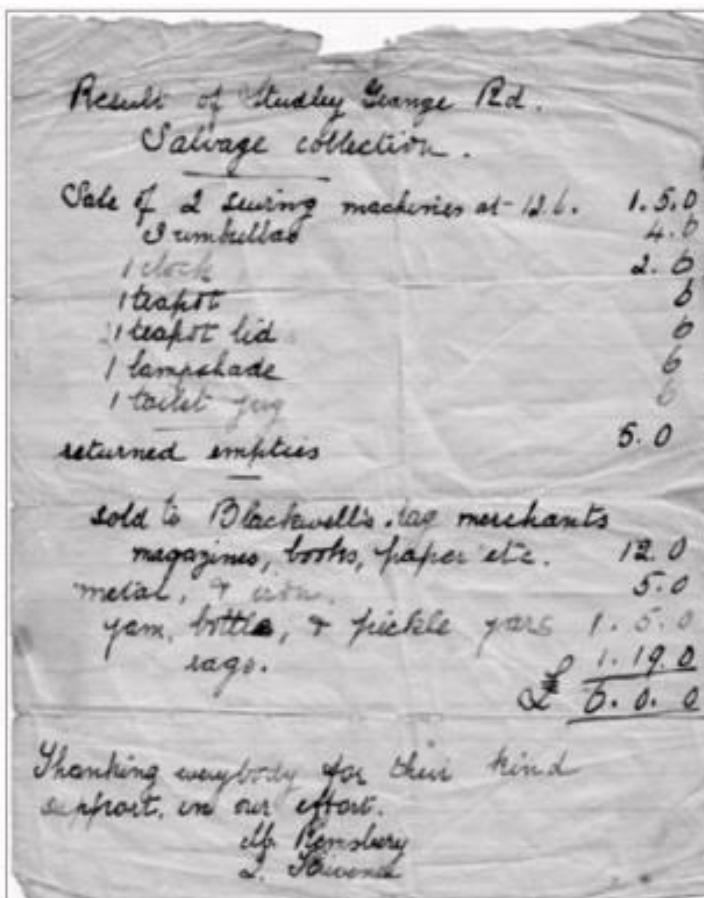 Result of Studley Grange Rd.
Salvage collection.
Sale of 2 sewing machines at 12.6. 1.5.0
3 umbrellas 4.6
1 clock 2.6
1 teapot 6
1 teapot lid 6
1 lampshade 6
1 toilet jug 6
returned empties 5.0
sold to Blackwell's, rag merchants
magazines, books, paper etc. 12.0
metal, & iron. 5.0
jam, bottle, & pickle jars 1.5.0
rags. 1.19.0
£ 6.0.0
Thanking everybody for their kind
support, in our effort.